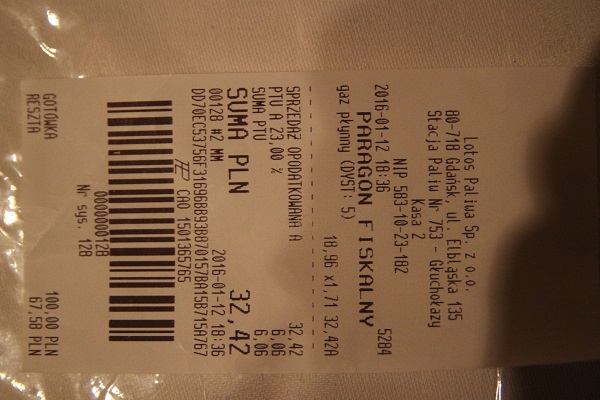 Lotos Paliwa Sp. z o.o.
80-718 Gdańsk, ul. Elbląska 135
Stacja Paliw Nr 753 - Głuchołazy
Kasa 2
NIP 583-10-23-182
2016-01-12 18:36 5284
PARAGON FISKALNY
gaz płynny (DYST: 5)
18,96 x1,71 32,42A
SPRZEDAŻ OPODATKOWANA A 32,42
PTU A 23,00 % 6,06
SUMA PTU 6,06
SUMA PLN 32,42
00128 #2 MM 2016-01-12 18:36
CAO 1501365765
0000000128
Nr sys. 128
GOTÓWKA 100,00 PLN
RESZTA 67,58 PLN